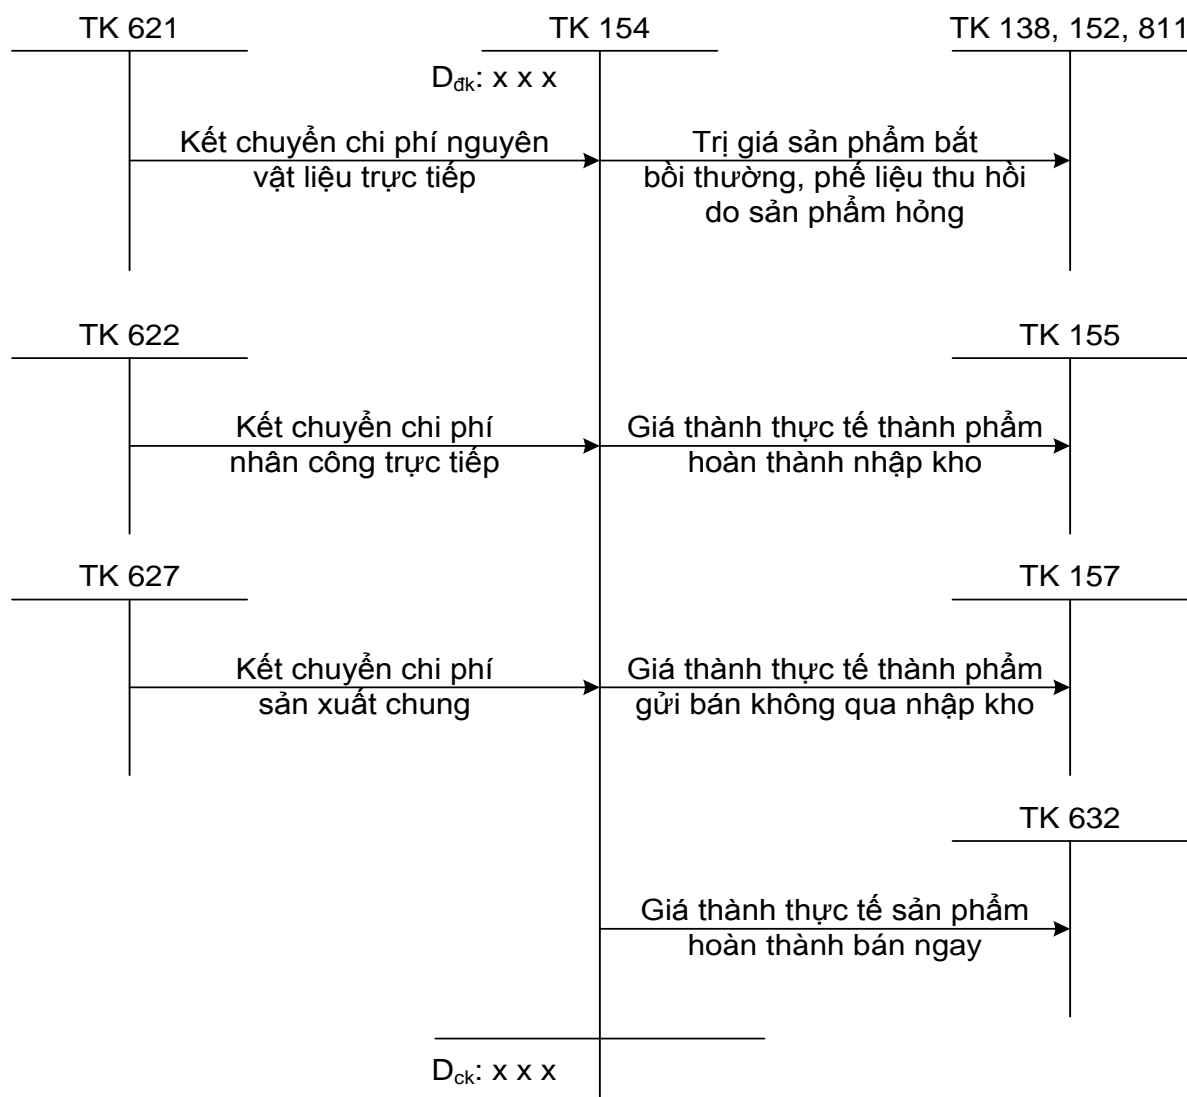 TK 621
TK 154
TK 138, 152, 811
Dđk: x x x
Kết chuyển chi phí nguyên
vật liệu trực tiếp
Trị giá sản phẩm bắt
bồi thường, phế liệu thu hồi
do sản phẩm hỏng
TK 622
TK 155
Kết chuyển chi phí
nhân công trực tiếp
Giá thành thực tế thành phẩm
hoàn thành nhập kho
TK 627
TK 157
Kết chuyển chi phí
sản xuất chung
Giá thành thực tế thành phẩm
gửi bán không qua nhập kho
TK 632
Giá thành thực tế sản phẩm
hoàn thành bán ngay
Dck: x x x